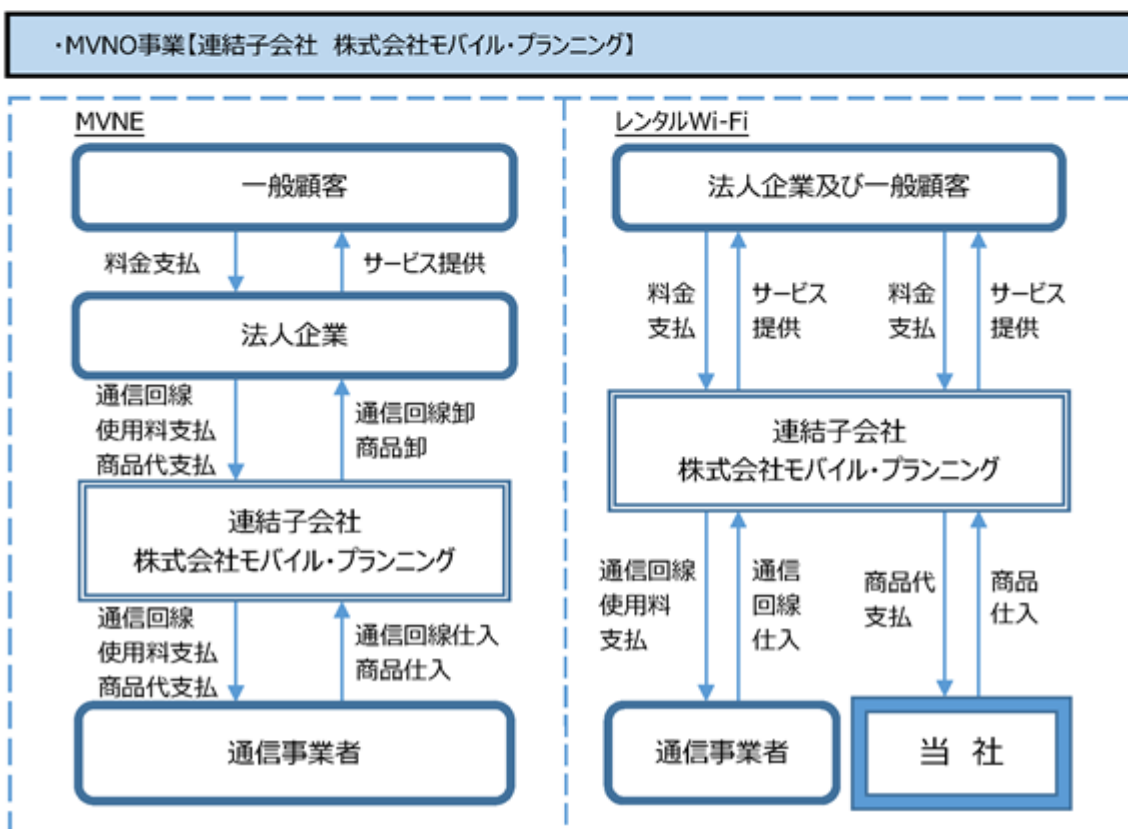 ・MVNO事業【連結子会社 株式会社モバイル・プランニング】
MVNE
一般顧客
料金支払
サービス提供
法人企業
通信回線
使用料支払
商品代支払
通信回線卸
商品卸
連結子会社
株式会社モバイル・プランニング
通信回線
使用料支払
商品代支払
通信回線仕入
商品仕入
通信事業者
レンタルWi-Fi
法人企業及び一般顧客
料金
支払
サービス
提供
料金
支払
サービス
提供
連結子会社
株式会社モバイル・プランニング
通信回線
使用料
支払
通信
回線
仕入
商品代
支払
商品
仕入
通信事業者
当 社